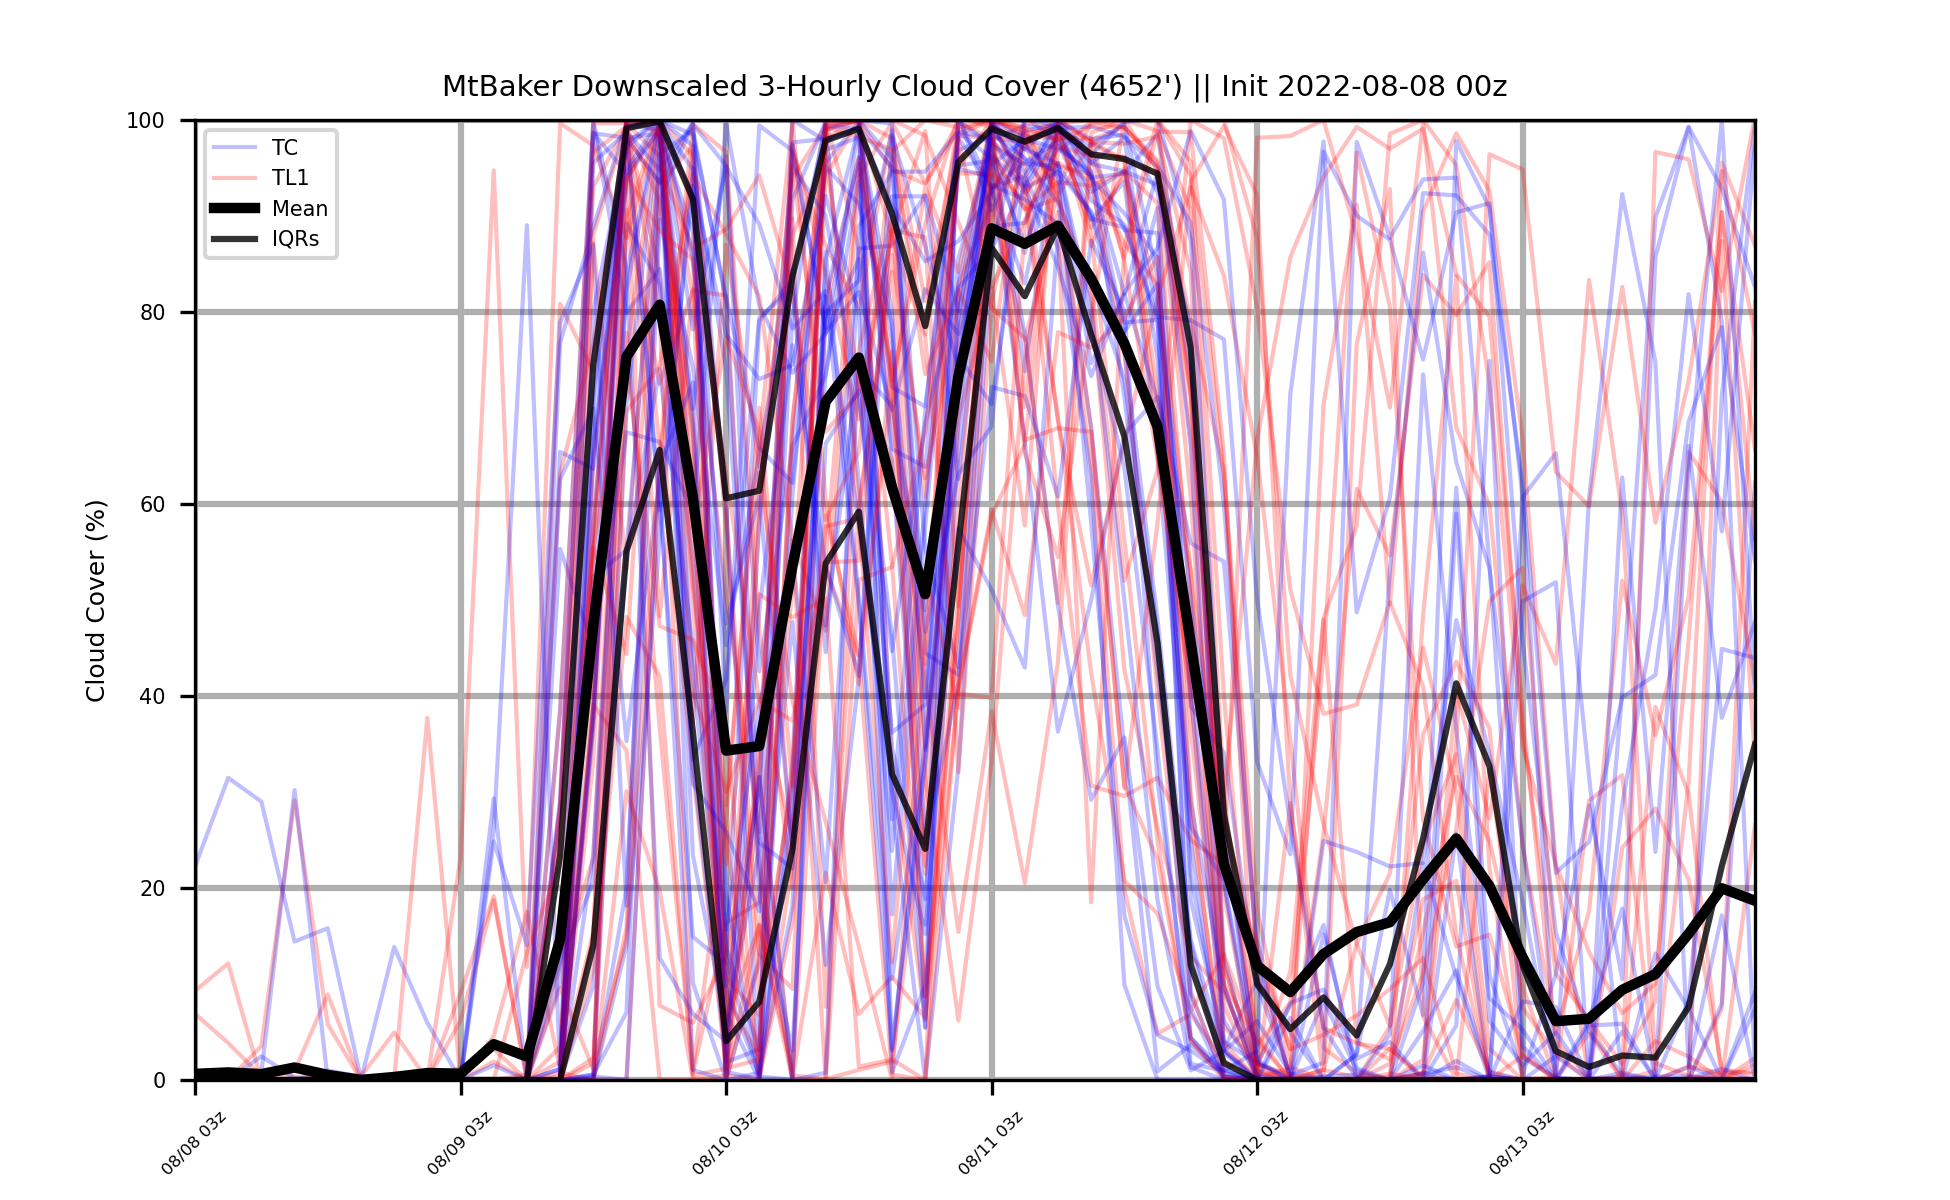 MtBaker Downscaled 3-Hourly Cloud Cover (4652') || Init 2022-08-08 00z
TC
TL1
Mean
IQRs
Cloud Cover (%)
100
80
60
40
20
0
08/08 03z
08/09 03z
08/10 03z
08/11 03z
08/12 03z
08/13 03z